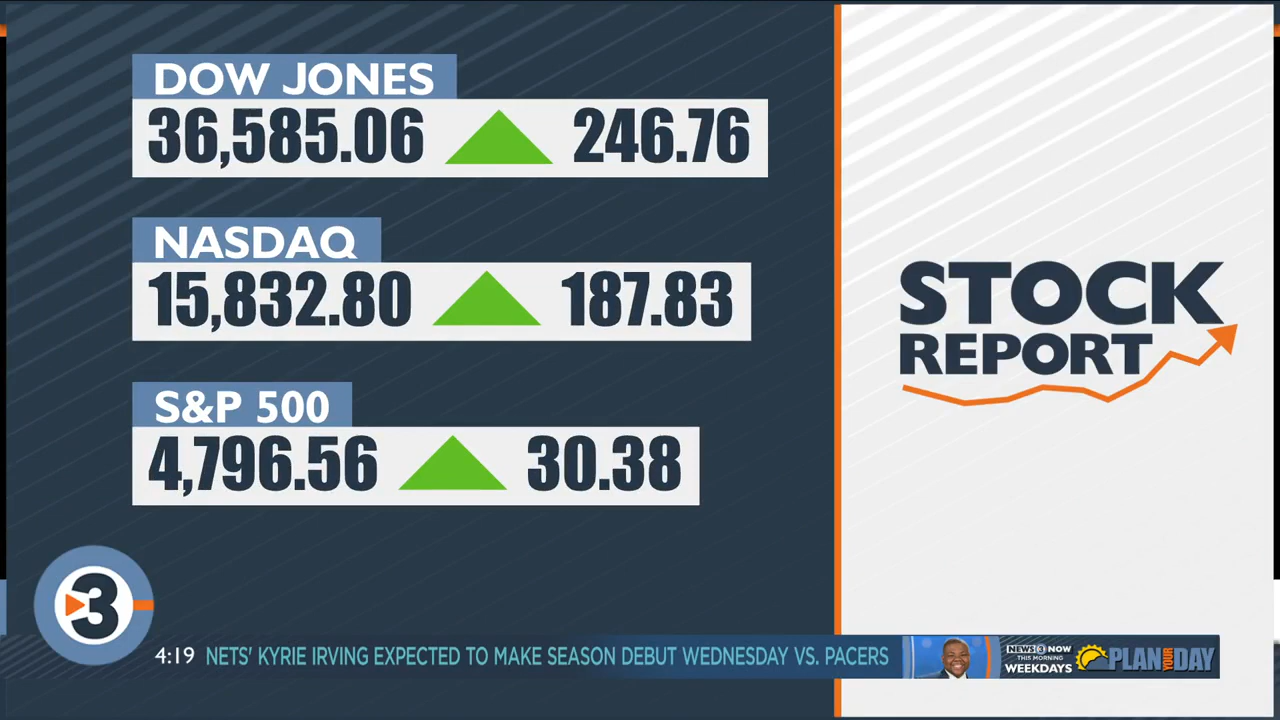 DOW JONES
36,585.06 246.76
NASDAQ
15,832.80 187.83
S&P 500
4,796.56 30.38
STOCK
REPORT
3
4:19 NETS' KYRIE IRVING EXPECTED TO MAKE SEASON DEBUT WEDNESDAY VS. PACERS
NEWS 3 NOW
THIS MORNING
WEEKDAYS
PLAN YOUR DAY